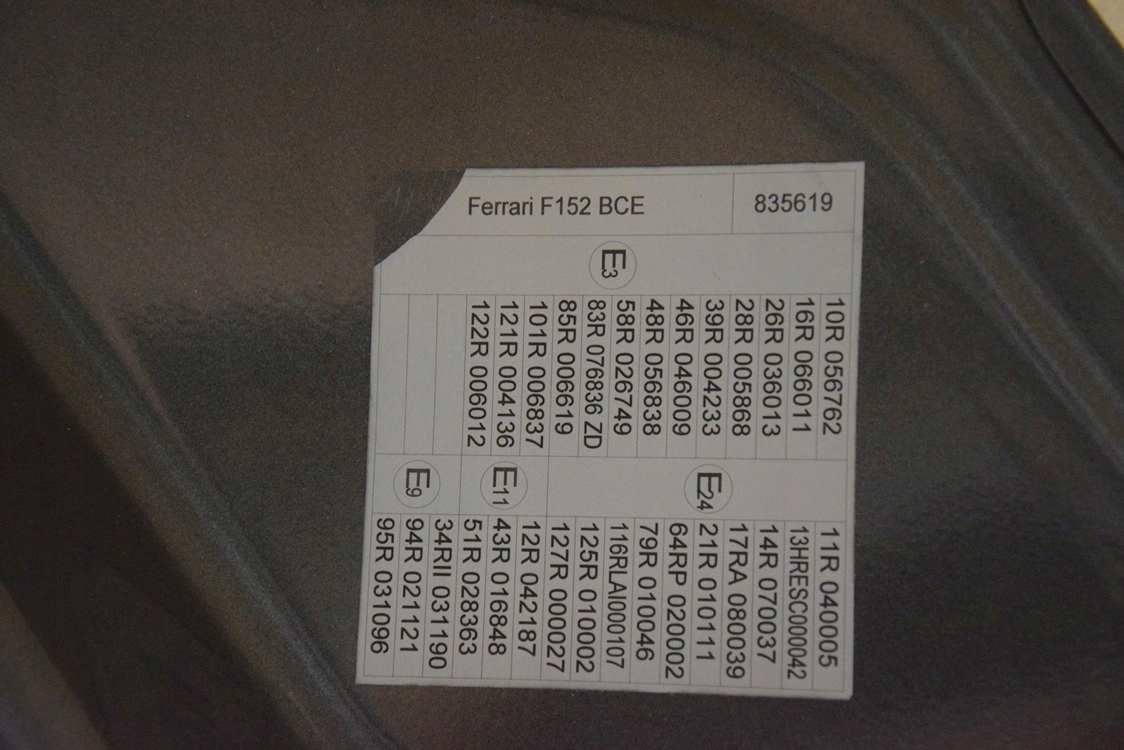 Ferrari F152 BCE 835619
E3
10R 056762
16R 066011
26R 036013
28R 005868
39R 004233
46R 046009
48R 056838
58R 026749
83R 076836 ZD
85R 006619
101R 006837
121R 004136
122R 006012
E24
11R 040005
13HRESC000042
14R 070037
17RA 080039
21R 010111
64RP 020002
79R 010046
116RLAI000107
125R 010002
127R 000027
E11
12R 042187
43R 016848
51R 028363
E9
34RII 031190
94R 021121
95R 031096